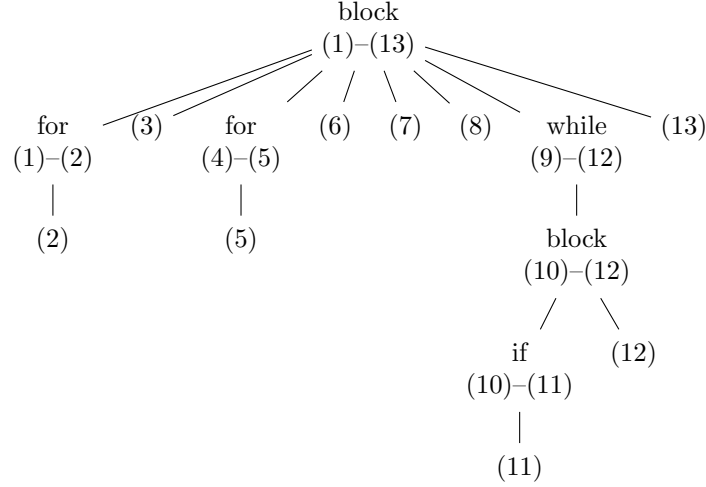 block
(1)–(13)
for
(1)–(2)
(3)
for
(4)–(5)
(6)
(7)
(8)
while
(9)–(12)
(13)
(2)
(5)
block
(10)–(12)
if
(10)–(11)
(12)
(11)